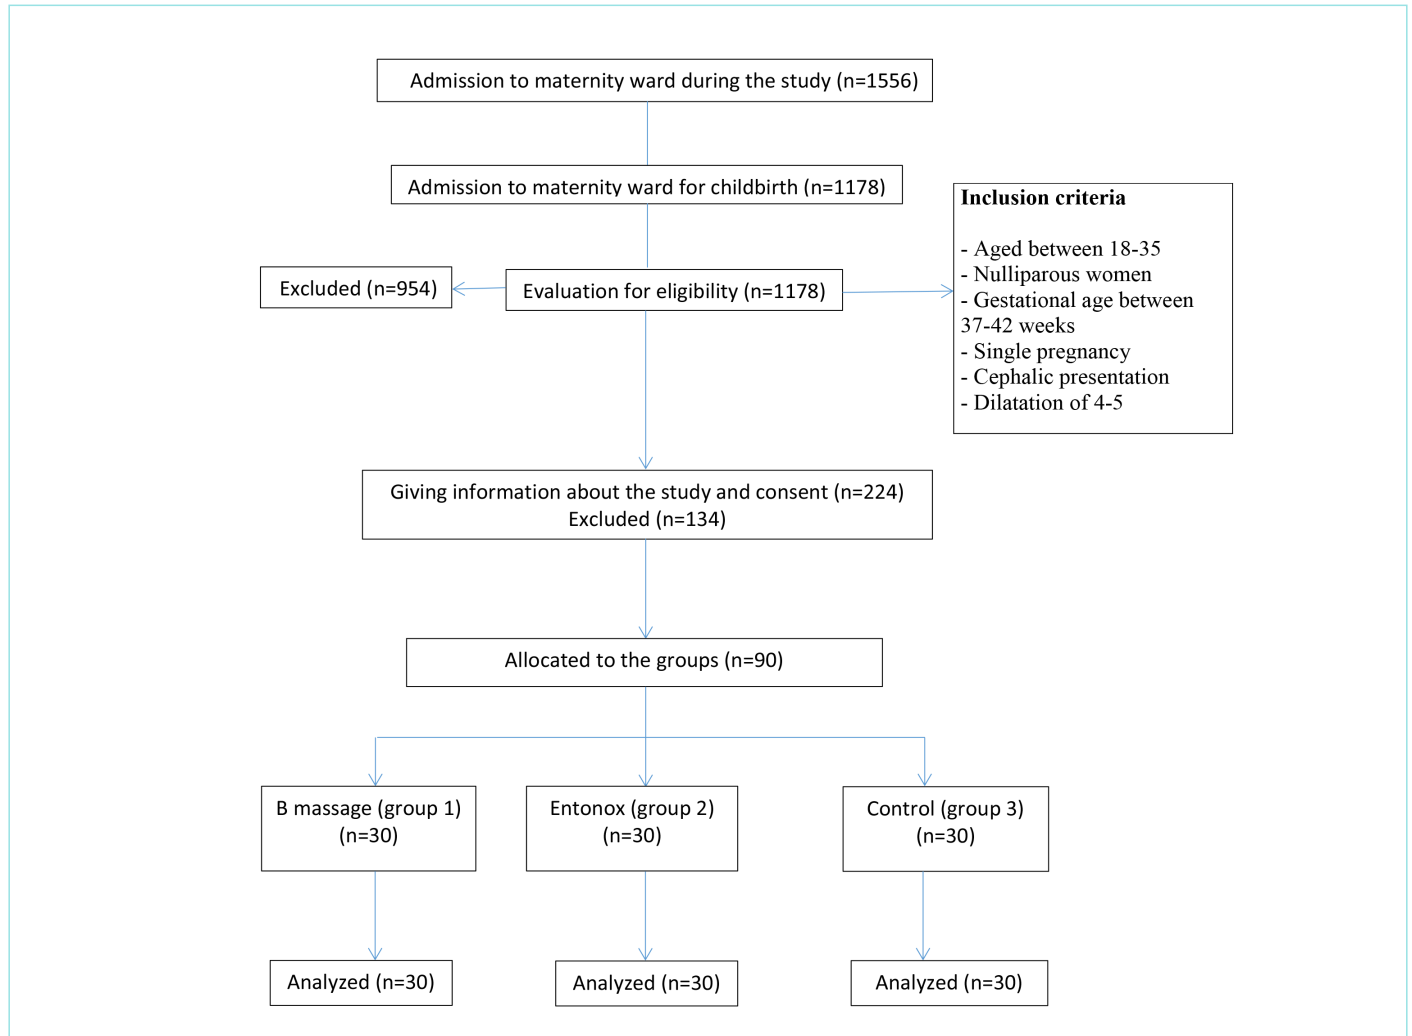 Admission to maternity ward during the study (n=1556)
Admission to maternity ward for childbirth (n=1178)
Inclusion criteria
- Aged between 18-35
- Nulliparous women
- Gestational age between
37-42 weeks
- Single pregnancy
- Cephalic presentation
- Dilatation of 4-5
Excluded (n=954)
Evaluation for eligibility (n=1178)
Giving information about the study and consent (n=224)
Excluded (n=134)
Allocated to the groups (n=90)
B massage (group 1)
(n=30)
Entonox (group 2)
(n=30)
Control (group 3)
(n=30)
Analyzed (n=30)
Analyzed (n=30)
Analyzed (n=30)